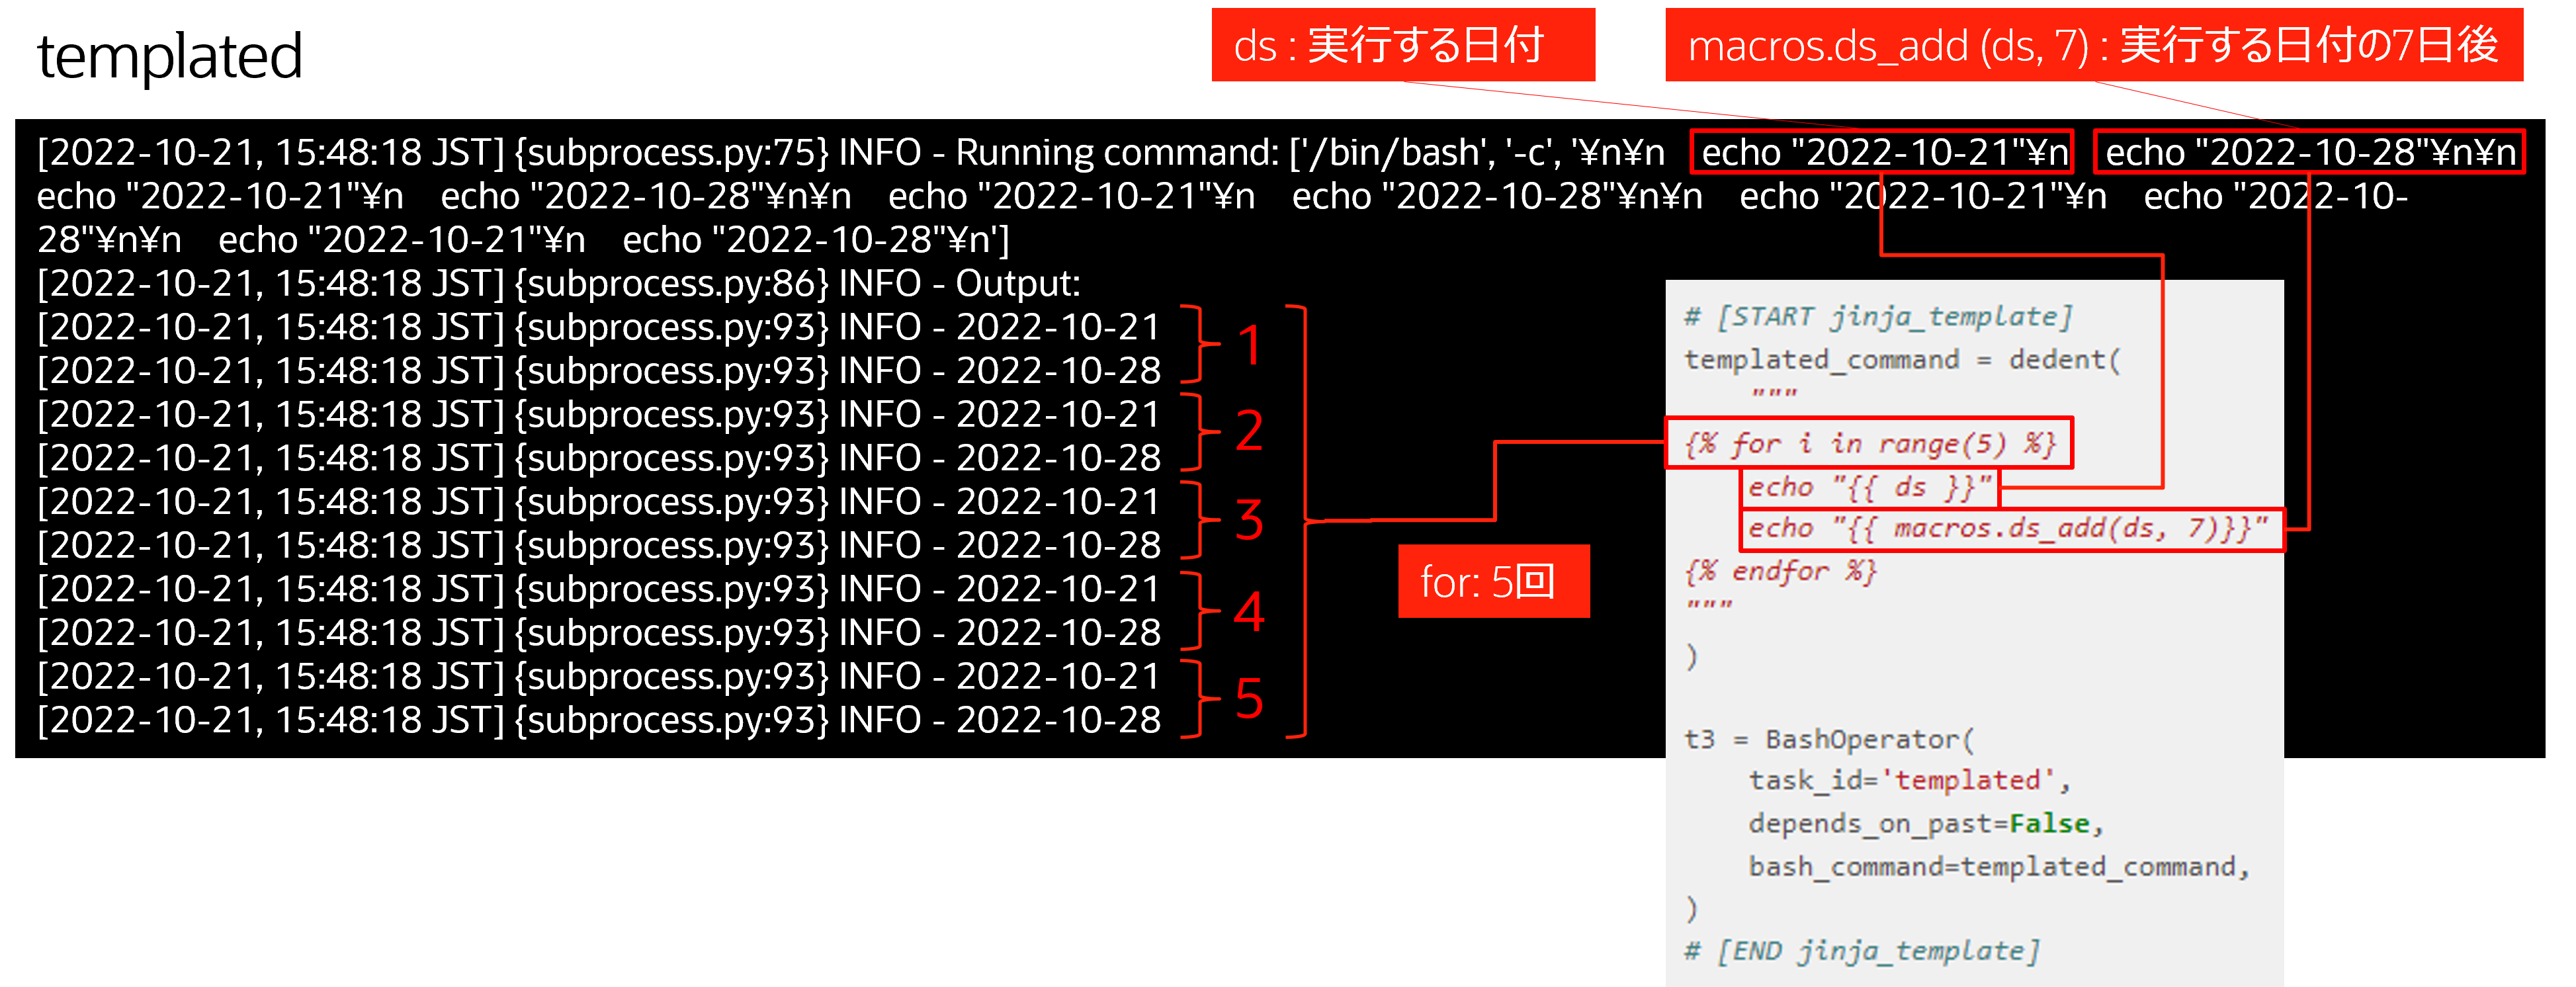 templated
ds : 実行する日付
macros.ds_add (ds, 7) : 実行する日付の7日後
[2022-10-21, 15:48:18 JST] {subprocess.py:75} INFO - Running command: ['/bin/bash', '-c', '¥n¥n    echo "2022-10-21"¥n    echo "2022-10-28"¥n¥n
echo "2022-10-21"¥n    echo "2022-10-28"¥n¥n    echo "2022-10-21"¥n    echo "2022-10-28"¥n¥n    echo "2022-10-21"¥n    echo "2022-10-
28"¥n¥n    echo "2022-10-21"¥n    echo "2022-10-28"¥n']
[2022-10-21, 15:48:18 JST] {subprocess.py:86} INFO - Output:
[2022-10-21, 15:48:18 JST] {subprocess.py:93} INFO - 2022-10-21
[2022-10-21, 15:48:18 JST] {subprocess.py:93} INFO - 2022-10-28
[2022-10-21, 15:48:18 JST] {subprocess.py:93} INFO - 2022-10-21
[2022-10-21, 15:48:18 JST] {subprocess.py:93} INFO - 2022-10-28
[2022-10-21, 15:48:18 JST] {subprocess.py:93} INFO - 2022-10-21
[2022-10-21, 15:48:18 JST] {subprocess.py:93} INFO - 2022-10-28
[2022-10-21, 15:48:18 JST] {subprocess.py:93} INFO - 2022-10-21
[2022-10-21, 15:48:18 JST] {subprocess.py:93} INFO - 2022-10-28
[2022-10-21, 15:48:18 JST] {subprocess.py:93} INFO - 2022-10-21
[2022-10-21, 15:48:18 JST] {subprocess.py:93} INFO - 2022-10-28
1
2
3
4
5
for: 5回
# [START jinja_template]
templated_command = dedent(
    """
{% for i in range(5) %}
    echo "{{ ds }}"
    echo "{{ macros.ds_add(ds, 7)}}"
{% endfor %}
"""
)
t3 = BashOperator(
    task_id='templated',
    depends_on_past=False,
    bash_command=templated_command,
)
# [END jinja_template]